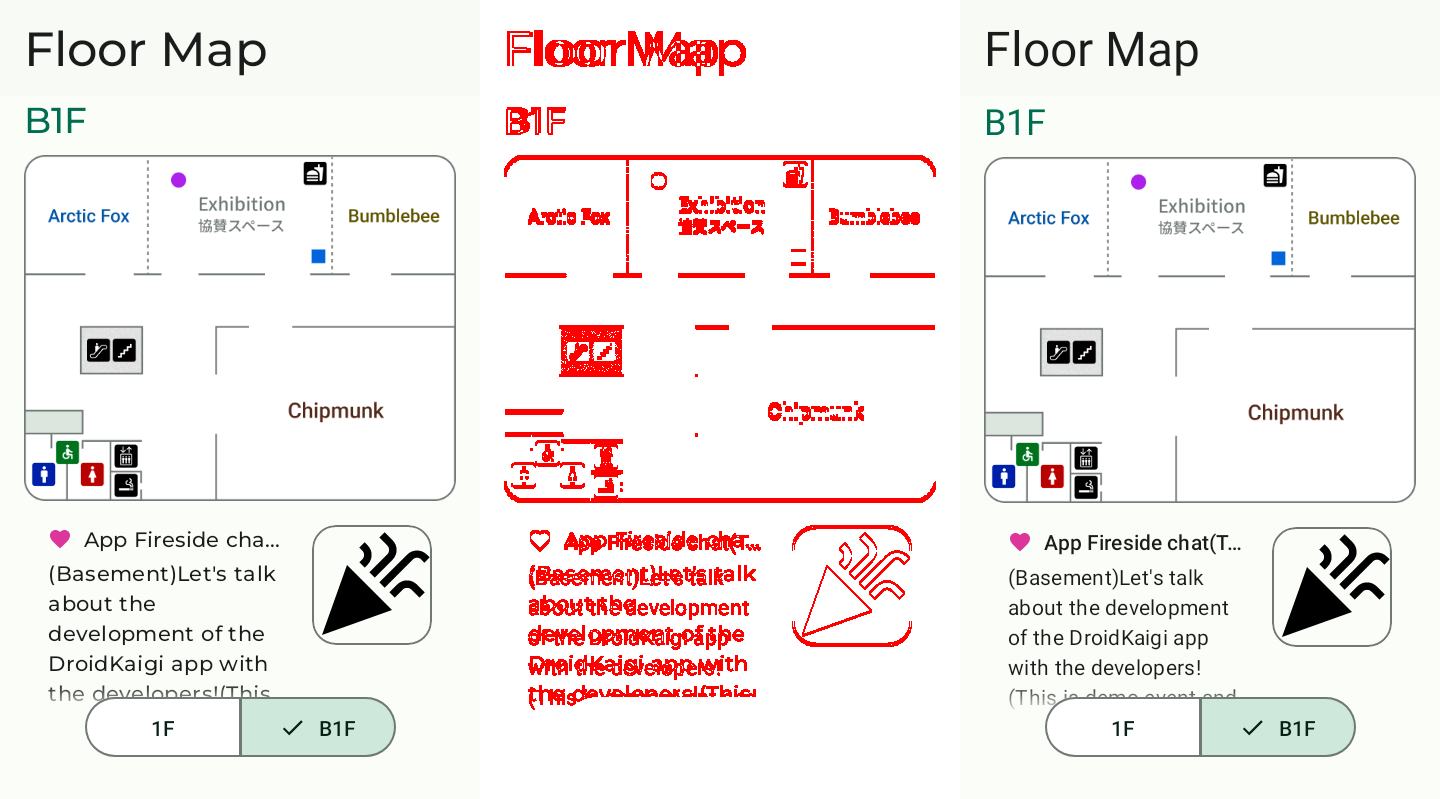 Floor Map
B1F
Arctic Fox
Exhibition
協賛スペース
Bumblebee
Chipmunk
App Fireside cha...
(Basement)Let's talk
about the
development of the
DroidKaigi app with
the developers!(This
1F
B1F
Floor Map
B1F
Arctic Fox
Exhibition
協賛スペース
Bumblebee
Chipmunk
App Fireside cha...
chat(T...
(Basement)Let's talk
about the development
of the DroidKaigi app
with the developers!
(This
Floor Map
B1F
Arctic Fox
Exhibition
協賛スペース
Bumblebee
Chipmunk
App Fireside chat(T...
(Basement)Let's talk
about the development
of the DroidKaigi app
with the developers!
(This is demo event and
1F
B1F